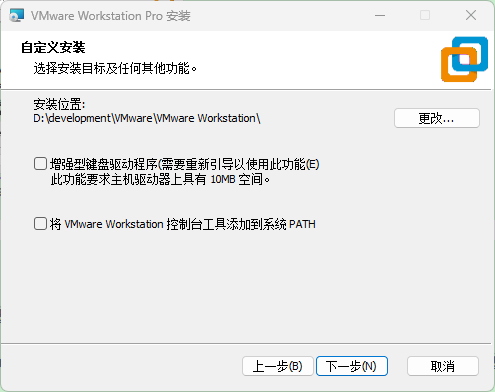 VMware Workstation Pro 安装
自定义安装
选择安装目标及任何其他功能。
安装位置:
D:\development\VMware\VMware Workstation\
更改...
增强型键盘驱动程序(需要重新引导以使用此功能(E)
此功能要求主机驱动器上具有 10MB 空间。
将 VMware Workstation 控制台工具添加到系统 PATH
上一步(B)
下一步(N)
取消